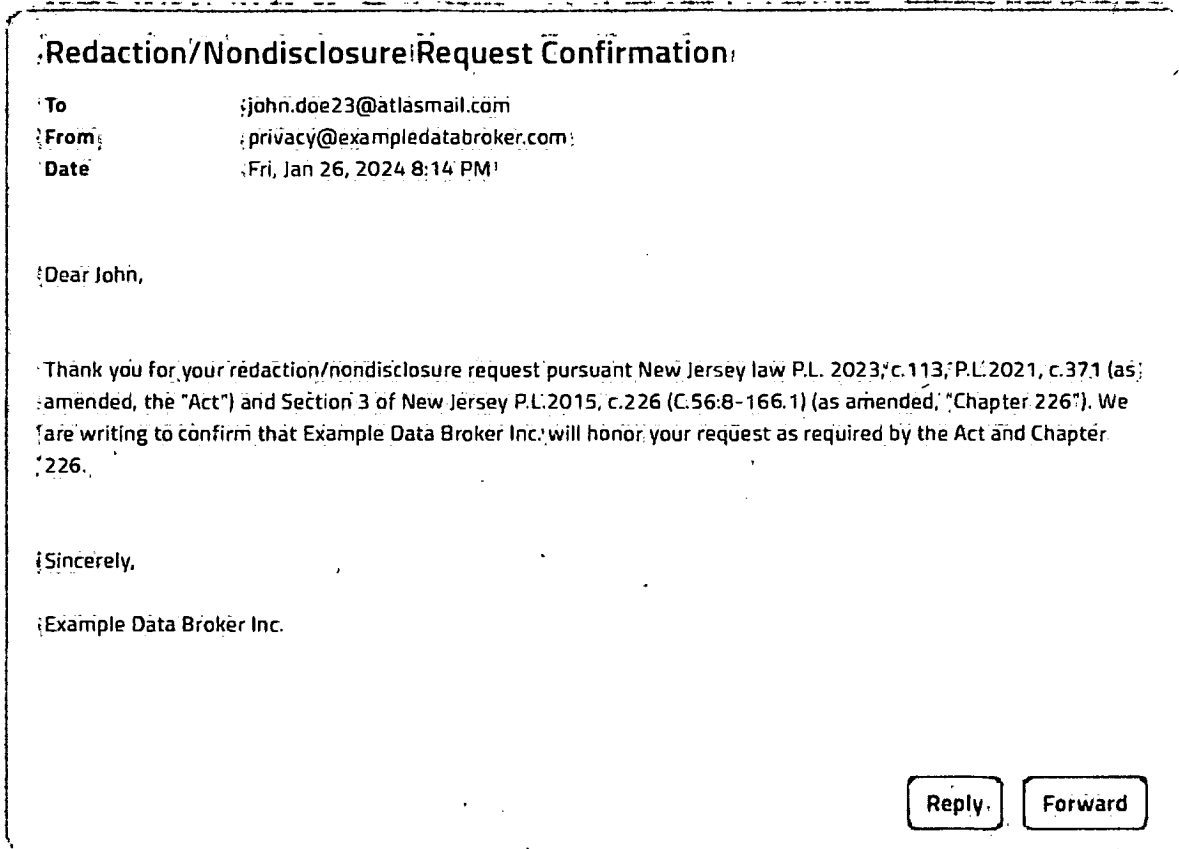 Redaction/Nondisclosure Request Confirmation
To john.doe23@atlasmail.com
From privacy@exampledatabroker.com
Date Fri, Jan 26, 2024 8:14 PM
Dear John,
Thank you for your redaction/nondisclosure request pursuant New Jersey law P.L. 2023, c.113, P.L.2021, c.371 (as
amended, the "Act") and Section 3 of New Jersey P.L.2015, c.226 (C.56:8-166.1) (as amended, "Chapter 226"). We
are writing to confirm that Example Data Broker Inc. will honor your request as required by the Act and Chapter
226.
Sincerely,
Example Data Broker Inc.
Reply Forward